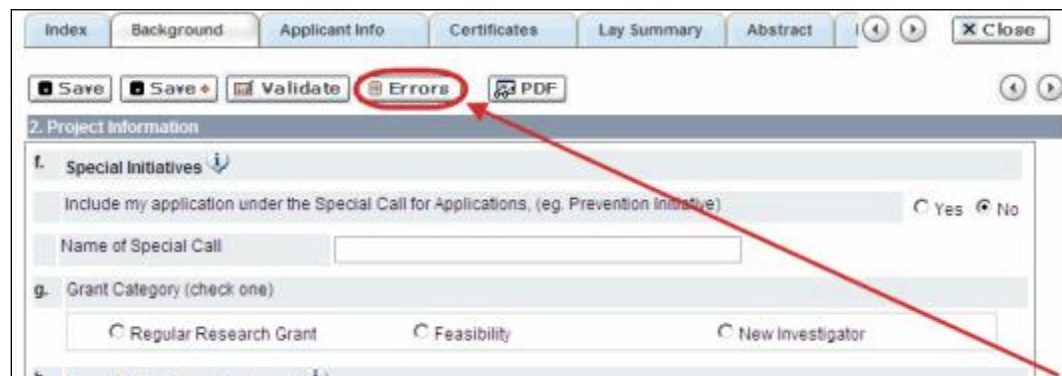 Index Background Applicant Info Certificates Lay Summary Abstract Close
Save Save Validate Errors PDF
2. Project Information
f. Special Initiatives
Include my application under the Special Call for Applications, (eg. Prevention Initiative) Yes No
Name of Special Call
g. Grant Category (check one)
Regular Research Grant Feasibility New Investigator